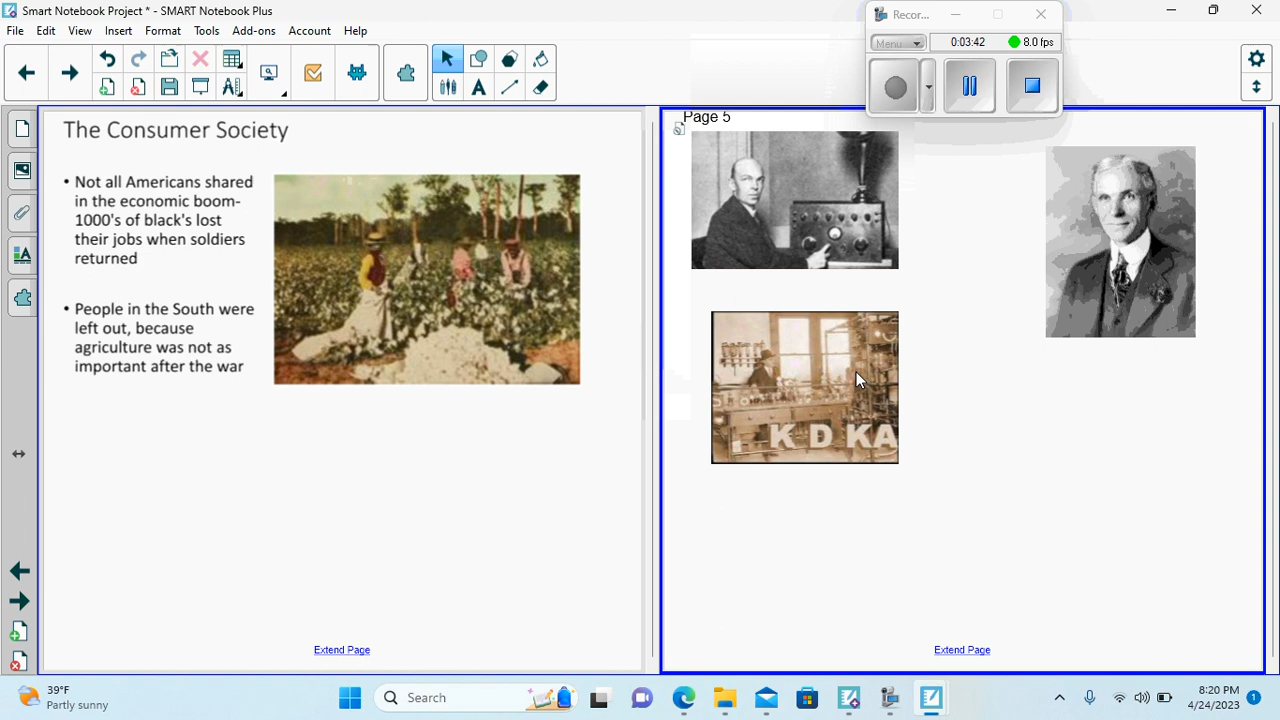 Smart Notebook Project * - SMART Notebook Plus
Recor...
File Edit View Insert Format Tools Add-ons Account Help
Menu
0:03:42
8.0 fps
The Consumer Society
• Not all Americans shared
in the economic boom-
1000's of black's lost
their jobs when soldiers
returned
• People in the South were
left out, because
agriculture was not as
important after the war
Extend Page
Page 5
K D KA
Extend Page
39°F
Partly sunny
Search
8:20 PM
4/24/2023
1